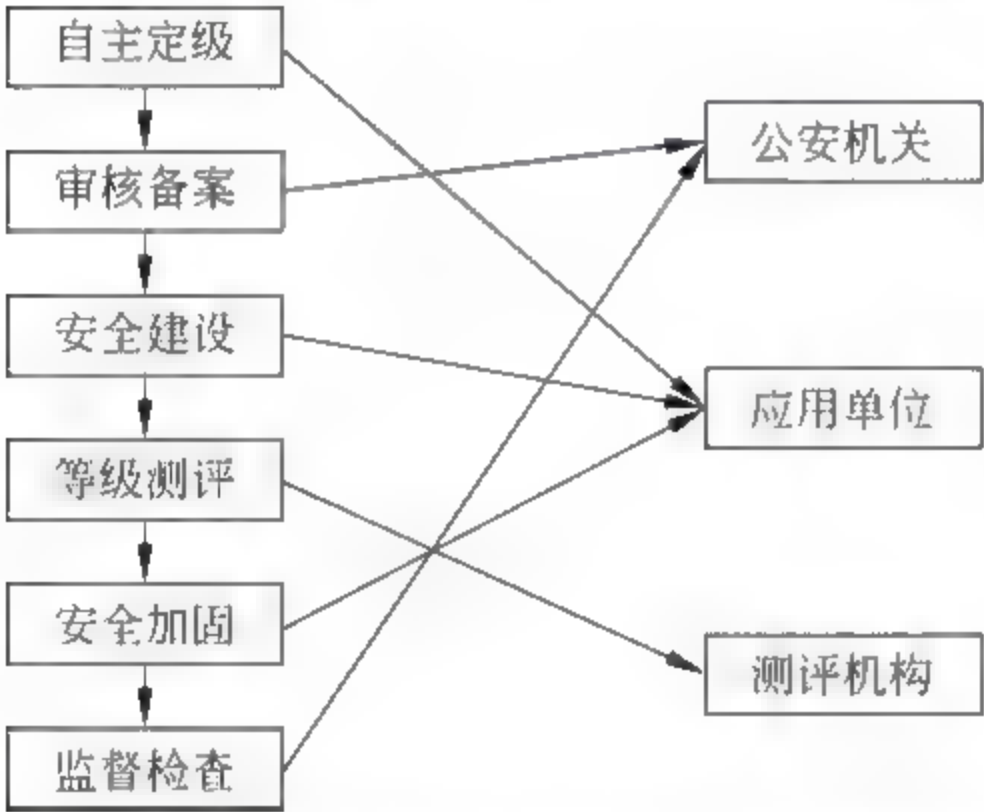 自主定级
审核备案
安全建设
等级测评
安全加固
监督检查
公安机关
应用单位
测评机构